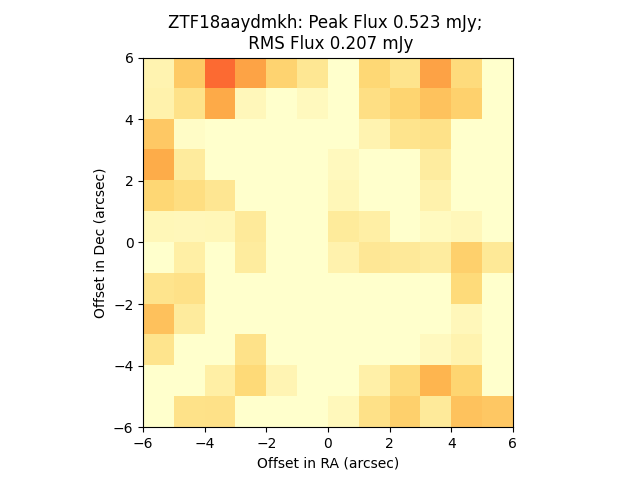 ZTF18aaydmkh: Peak Flux 0.523 mJy;
RMS Flux 0.207 mJy
6
4
2
0
−2
−4
−6
Offset in Dec (arcsec)
−6 −4 −2 0 2 4 6
Offset in RA (arcsec)